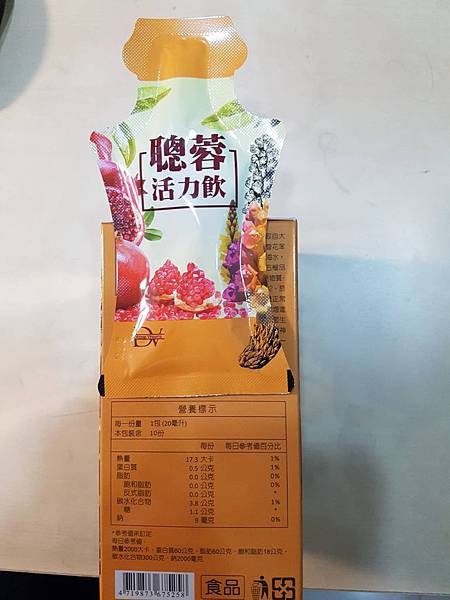 聰蓉
活力飲
DV
營養標示
每一份量 1包(20毫升)
本包裝含 10份
每份 每日參考值百分比
熱量 17.3 大卡 1%
蛋白質 0.5 公克 1%
脂肪 0.0 公克 0%
飽和脂肪 0.0 公克 0%
反式脂肪 0.0 公克 *
碳水化合物 3.8 公克 1%
糖 1.1 公克 *
鈉 9 毫克 0%
*參考值未訂定
每日參考值:
熱量2000大卡、蛋白質60公克、脂肪60公克、飽和脂肪18公克、
碳水化合物300公克、鈉2000毫克
4 719873 675258
食品